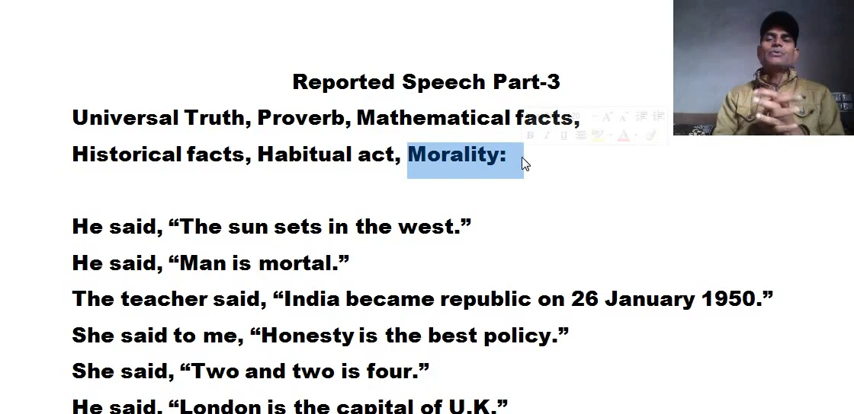 Reported Speech Part-3
Universal Truth, Proverb, Mathematical facts,
Historical facts, Habitual act, Morality:
He said, “The sun sets in the west.”
He said, “Man is mortal.”
The teacher said, “India became republic on 26 January 1950.”
She said to me, “Honesty is the best policy.”
She said, “Two and two is four.”
He said, “London is the capital of U.K.”